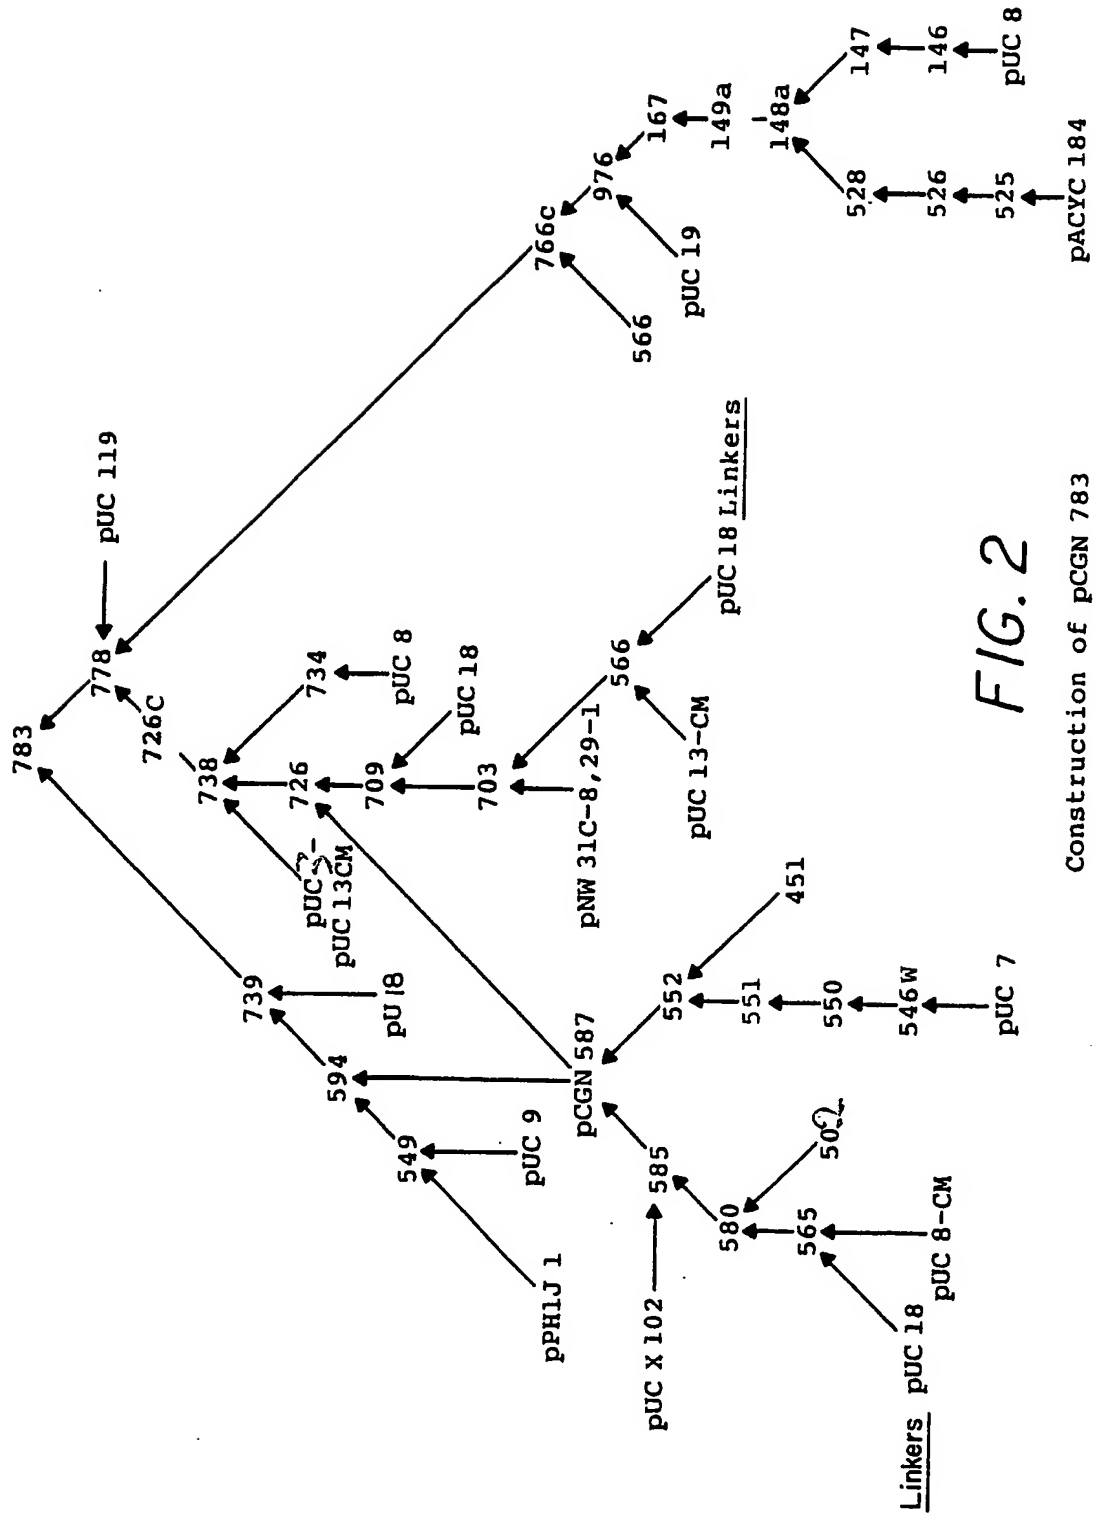 783
778
pUC 119
726C
739
738
734
766c
594
726
pUC 8
976
549
pU 18
pUC
709
pUC 18
566
pUC 19
167
pPH1J 1
pUC 9
pUC 13CM
703
149a
pCGN 587
pNW 31C-8,29-1
566
148a
pUC X 102
585
552
pUC 13-CM
pUC 18 Linkers
528
147
580
502
551
451
526
146
565
550
525
pUC 8
Linkers pUC 18
pUC 8-CM
546W
pUC 7
pACYC 184
FIG. 2
Construction of pCGN 783